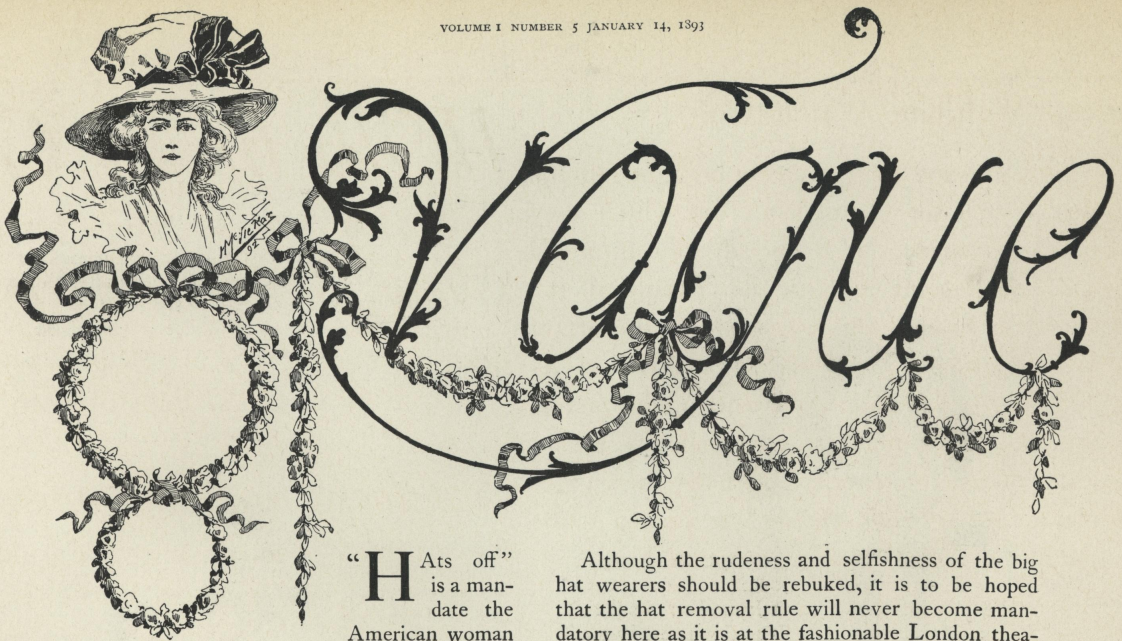 VOLUME I NUMBER 5 JANUARY 14, 1893
Vogue
92
"HAts off"
is a man-
date the
American woman
Although the rudeness and selfishness of the big
hat wearers should be rebuked, it is to be hoped
that the hat removal rule will never become man-
datory here as it is at the fashionable London thea-